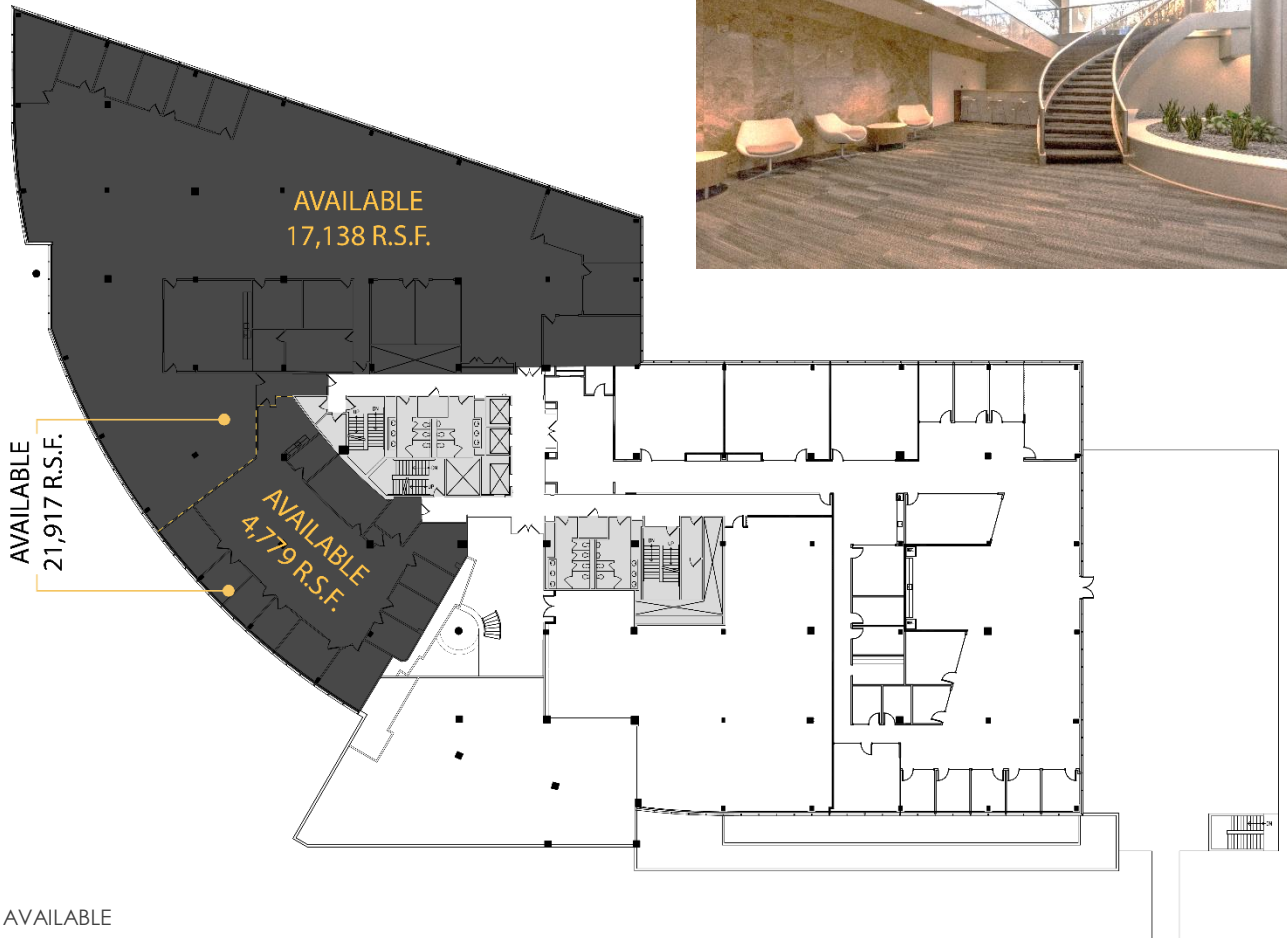 AVAILABLE
17,138 R.S.F.
AVAILABLE
21,917 R.S.F.
AVAILABLE
4,779 R.S.F.
AVAILABLE